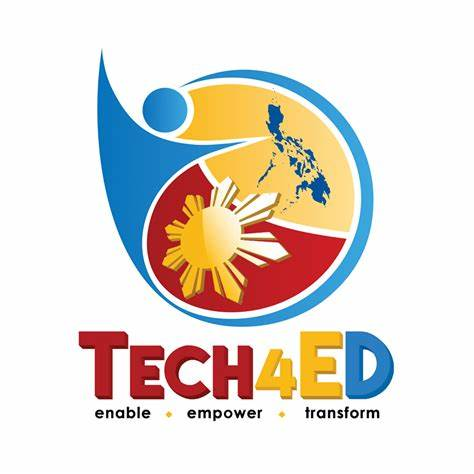 TECH4ED
enable • empower • transform